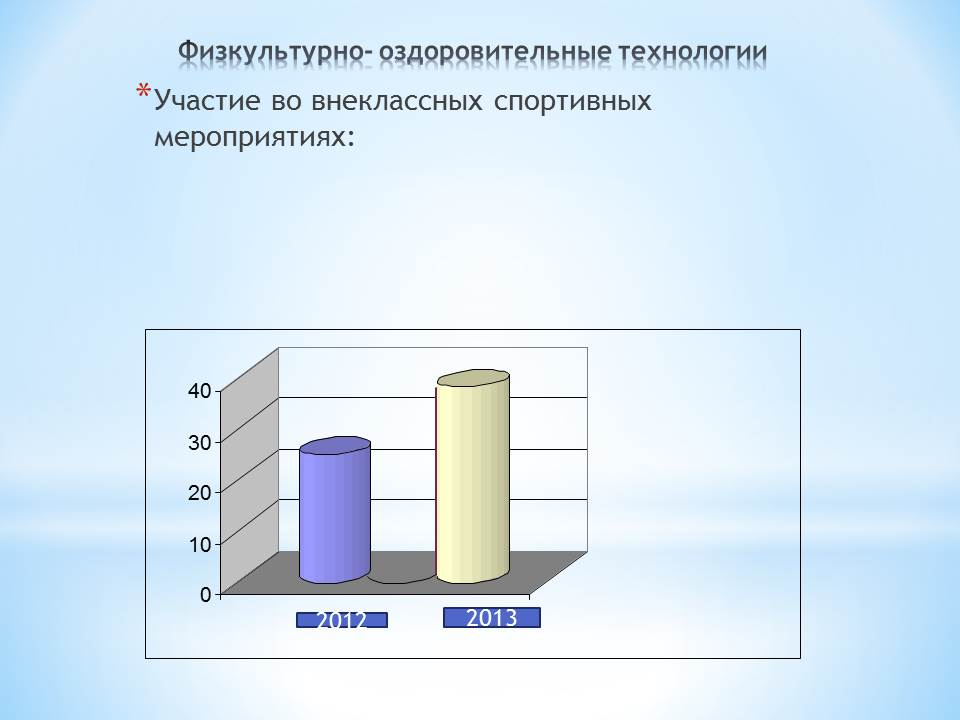 Физкультурно- оздоровительные технологии
* Участие во внеклассных спортивных
мероприятиях:
40
30
20
10
0
2012
2013